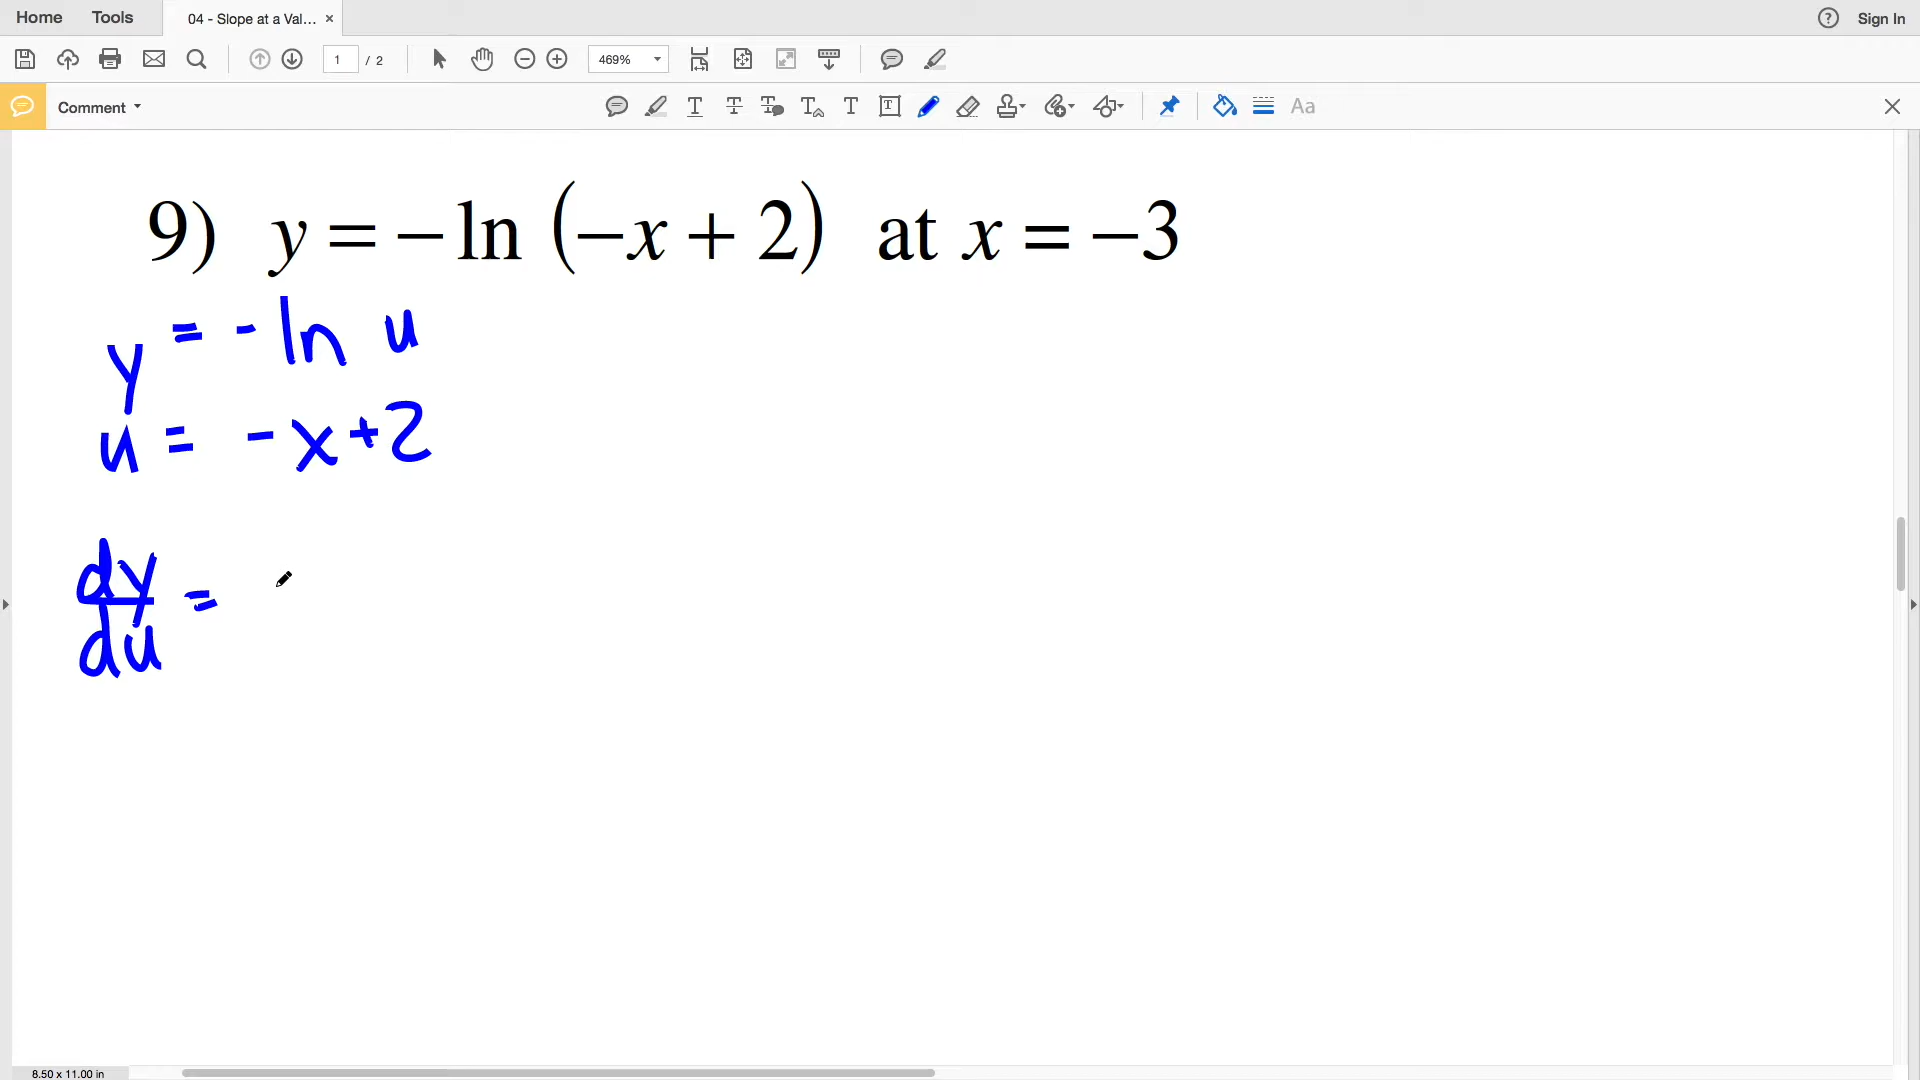 Home Tools 04 - Slope at a Val... × ? Sign In
1 / 2 469%
Comment Aa
9) y = −ln (−x + 2) at x = −3
y = - ln u
u = - x + 2
dy/du =
8.50 x 11.00 in